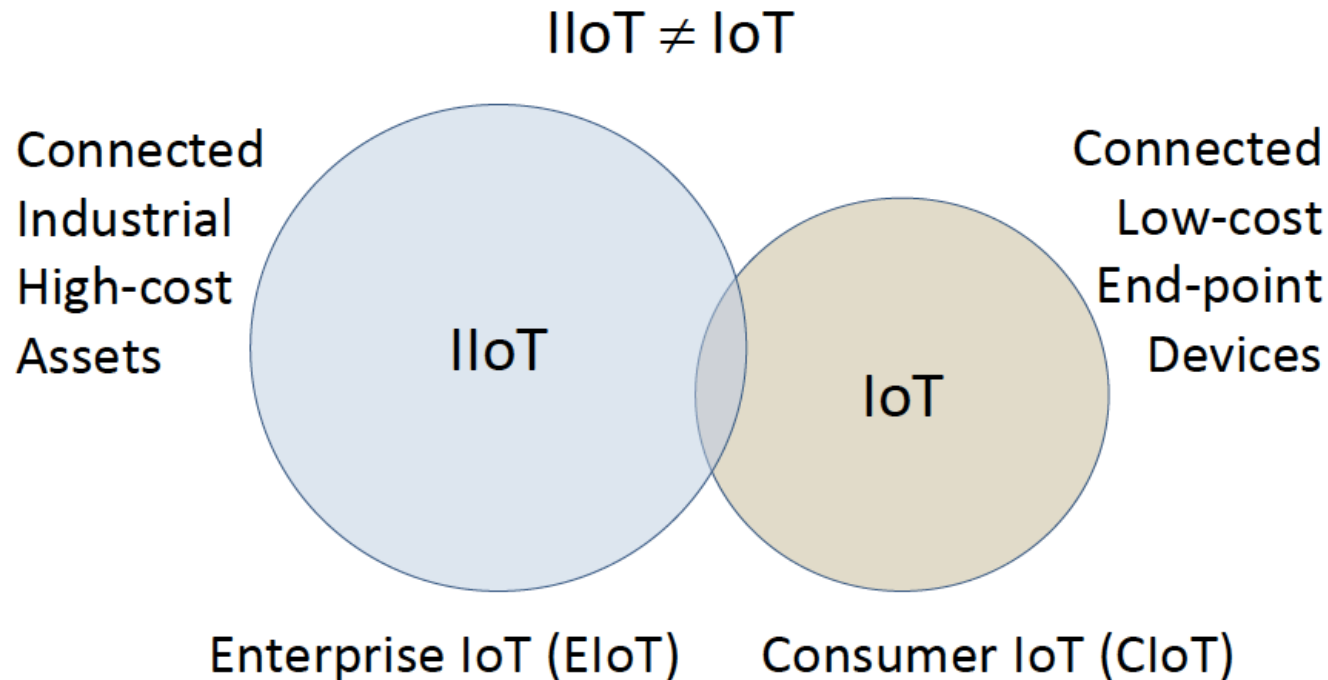 IIoT ≠ IoT
Connected
Industrial
High-cost
Assets
IIoT
IoT
Connected
Low-cost
End-point
Devices
Enterprise IoT (EIoT)
Consumer IoT (CIoT)